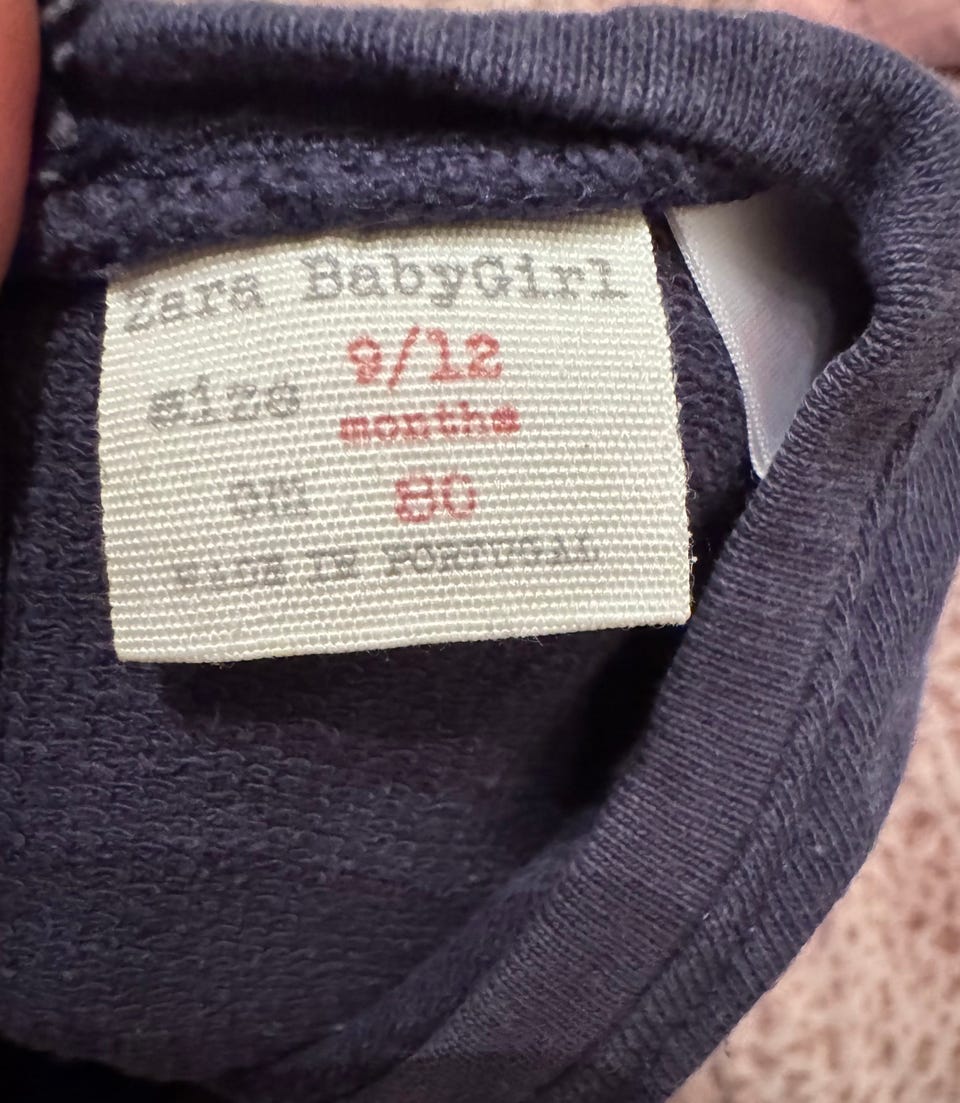 Zara BabyGirl
size 9/12
months
CM 80
MADE IN PORTUGAL